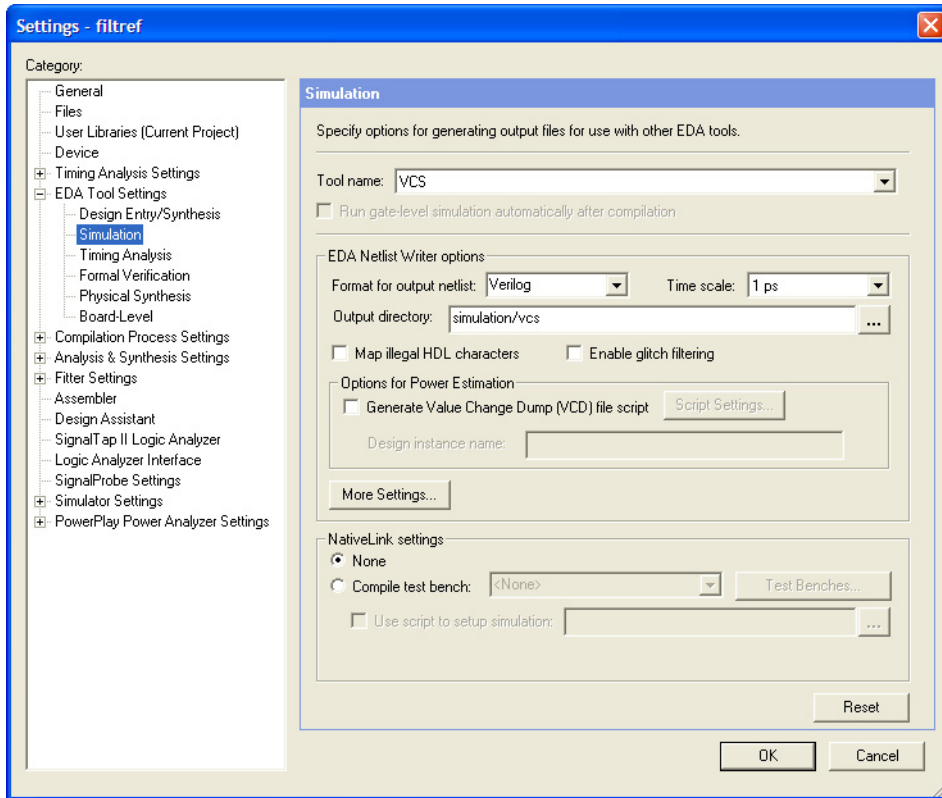 Settings - filtref
Category:
General
Files
User Libraries (Current Project)
Device
Timing Analysis Settings
EDA Tool Settings
Design Entry/Synthesis
Simulation
Timing Analysis
Formal Verification
Physical Synthesis
Board-Level
Compilation Process Settings
Analysis & Synthesis Settings
Fitter Settings
Assembler
Design Assistant
SignalTap II Logic Analyzer
Logic Analyzer Interface
SignalProbe Settings
Simulator Settings
PowerPlay Power Analyzer Settings
Simulation
Specify options for generating output files for use with other EDA tools.
Tool name: VCS
Run gate-level simulation automatically after compilation
EDA Netlist Writer options
Format for output netlist: Verilog Time scale: 1 ps
Output directory: simulation/vcs ...
Map illegal HDL characters Enable glitch filtering
Options for Power Estimation
Generate Value Change Dump (VCD) file script Script Settings...
Design instance name:
More Settings...
NativeLink settings
None
Compile test bench: <None> Test Benches...
Use script to setup simulation: ...
Reset
OK Cancel